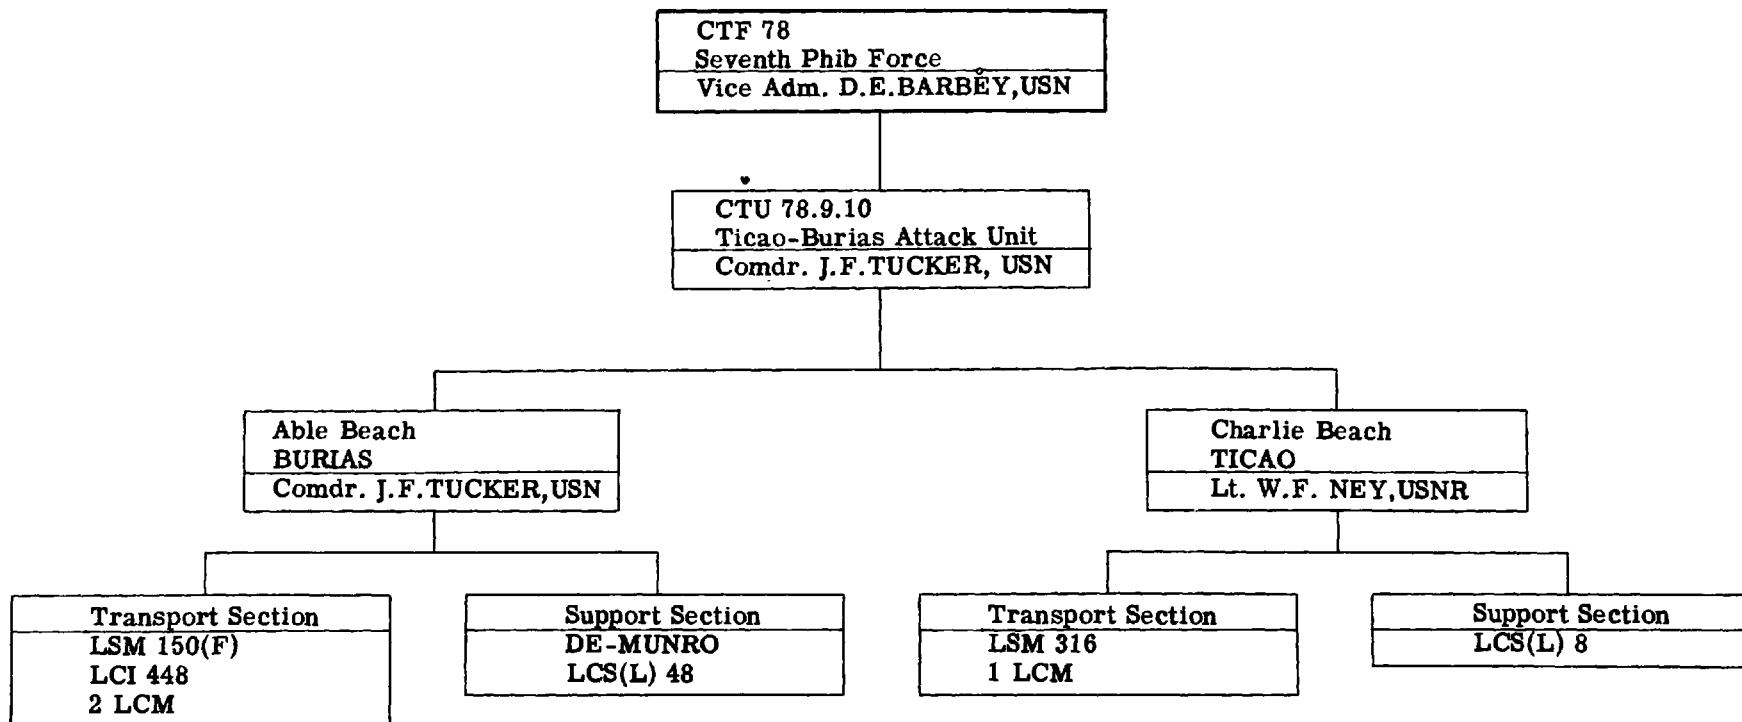 CTF 78
Seventh Phib Force
Vice Adm. D.E.BARBEY,USN
CTU 78.9.10
Ticao-Burias Attack Unit
Comdr. J.F.TUCKER, USN
Able Beach
BURIAS
Comdr. J.F.TUCKER,USN
Charlie Beach
TICAO
Lt. W.F. NEY,USNR
Transport Section
LSM 150(F)
LCI 448
2 LCM
Support Section
DE-MUNRO
LCS(L) 48
Transport Section
LSM 316
1 LCM
Support Section
LCS(L) 8